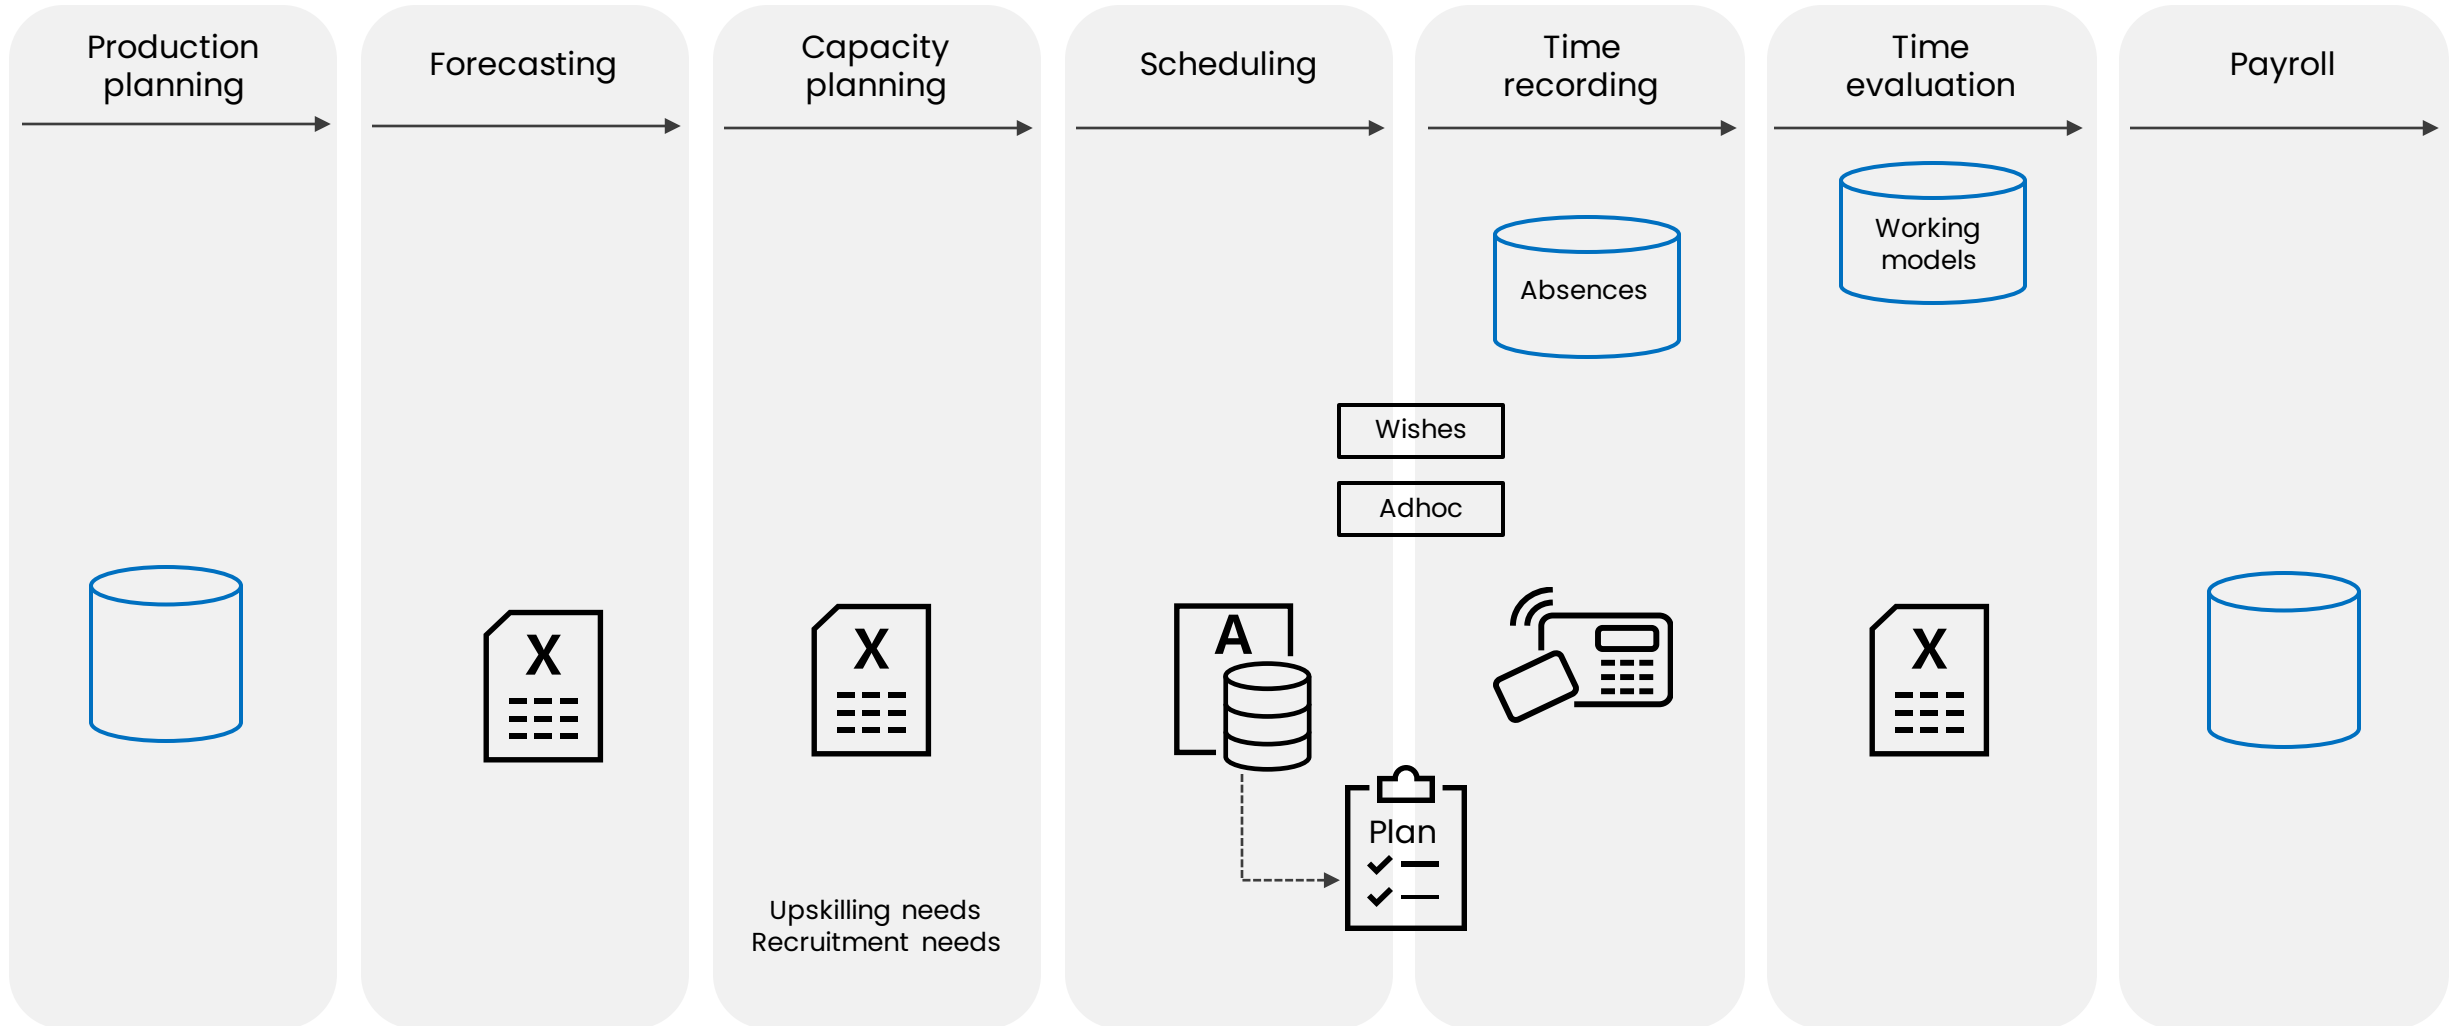 Production
planning
Forecasting
Capacity
planning
Scheduling
Time
recording
Time
evaluation
Payroll
Working
models
Absences
Wishes
Adhoc
X
X
A
X
Plan
Upskilling needs
Recruitment needs